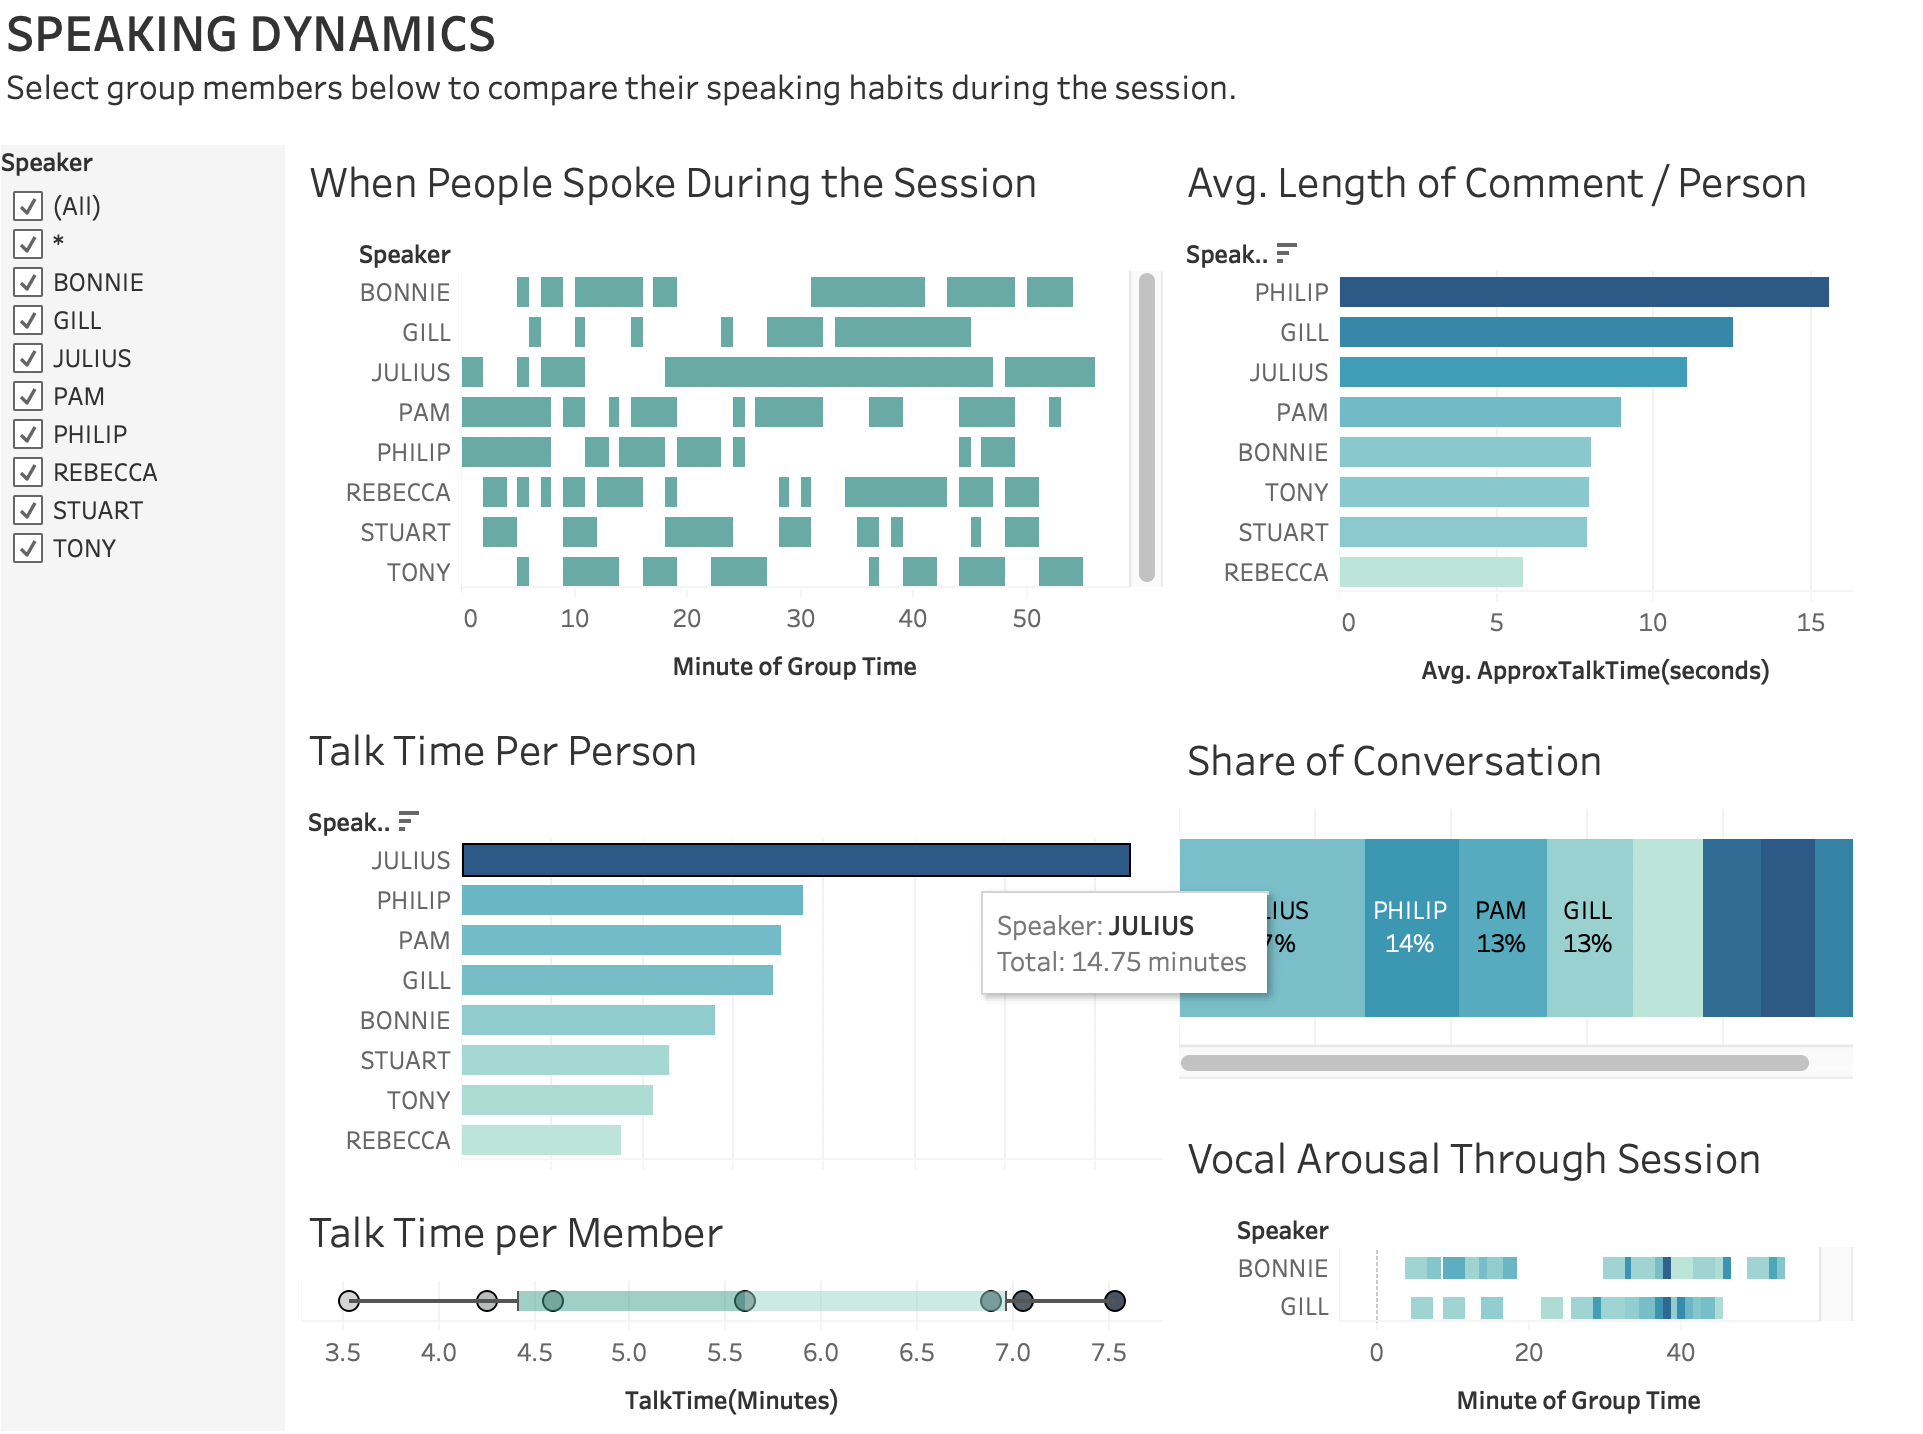 SPEAKING DYNAMICS
Select group members below to compare their speaking habits during the session.
Speaker
(All)
*
BONNIE
GILL
JULIUS
PAM
PHILIP
REBECCA
STUART
TONY
When People Spoke During the Session
Speaker
BONNIE
GILL
JULIUS
PAM
PHILIP
REBECCA
STUART
TONY
0 10 20 30 40 50
Minute of Group Time
Avg. Length of Comment / Person
Speak..
PHILIP
GILL
JULIUS
PAM
BONNIE
TONY
STUART
REBECCA
0 5 10 15
Avg. ApproxTalkTime(seconds)
Talk Time Per Person
Speak..
JULIUS
PHILIP
PAM
GILL
BONNIE
STUART
TONY
REBECCA
Speaker: JULIUS
Total: 14.75 minutes
Share of Conversation
LIUS PHILIP PAM GILL
7% 14% 13% 13%
Talk Time per Member
3.5 4.0 4.5 5.0 5.5 6.0 6.5 7.0 7.5
TalkTime(Minutes)
Vocal Arousal Through Session
Speaker
BONNIE
GILL
0 20 40
Minute of Group Time